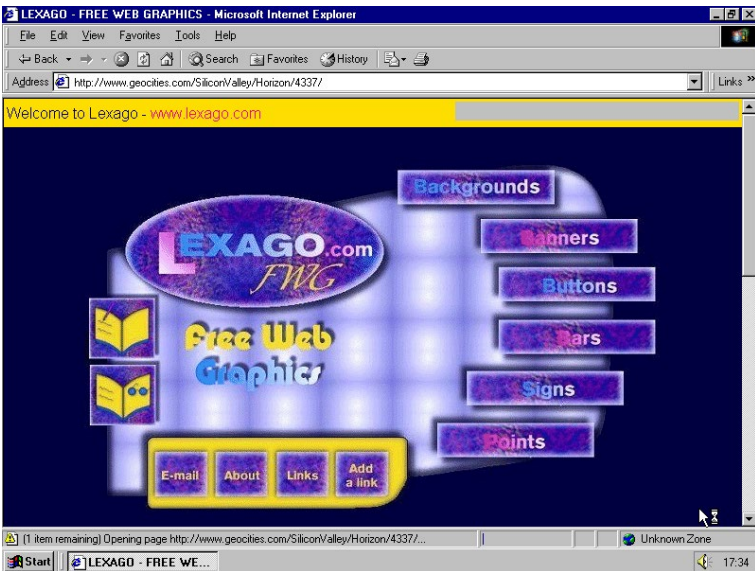 LEXAGO - FREE WEB GRAPHICS - Microsoft Internet Explorer
File Edit View Favorites Tools Help
Back Search Favorites History
Address http://www.geocities.com/SiliconValley/Horizon/4337/ Links »
Welcome to Lexago - www.lexago.com
Backgrounds
LEXAGO.com
FWG
Banners
Buttons
Free Web
Graphics
Bars
Signs
Points
E-mail About Links Add
a link
(1 item remaining) Opening page http://www.geocities.com/SiliconValley/Horizon/4337/... Unknown Zone
Start LEXAGO - FREE WE... 17:34